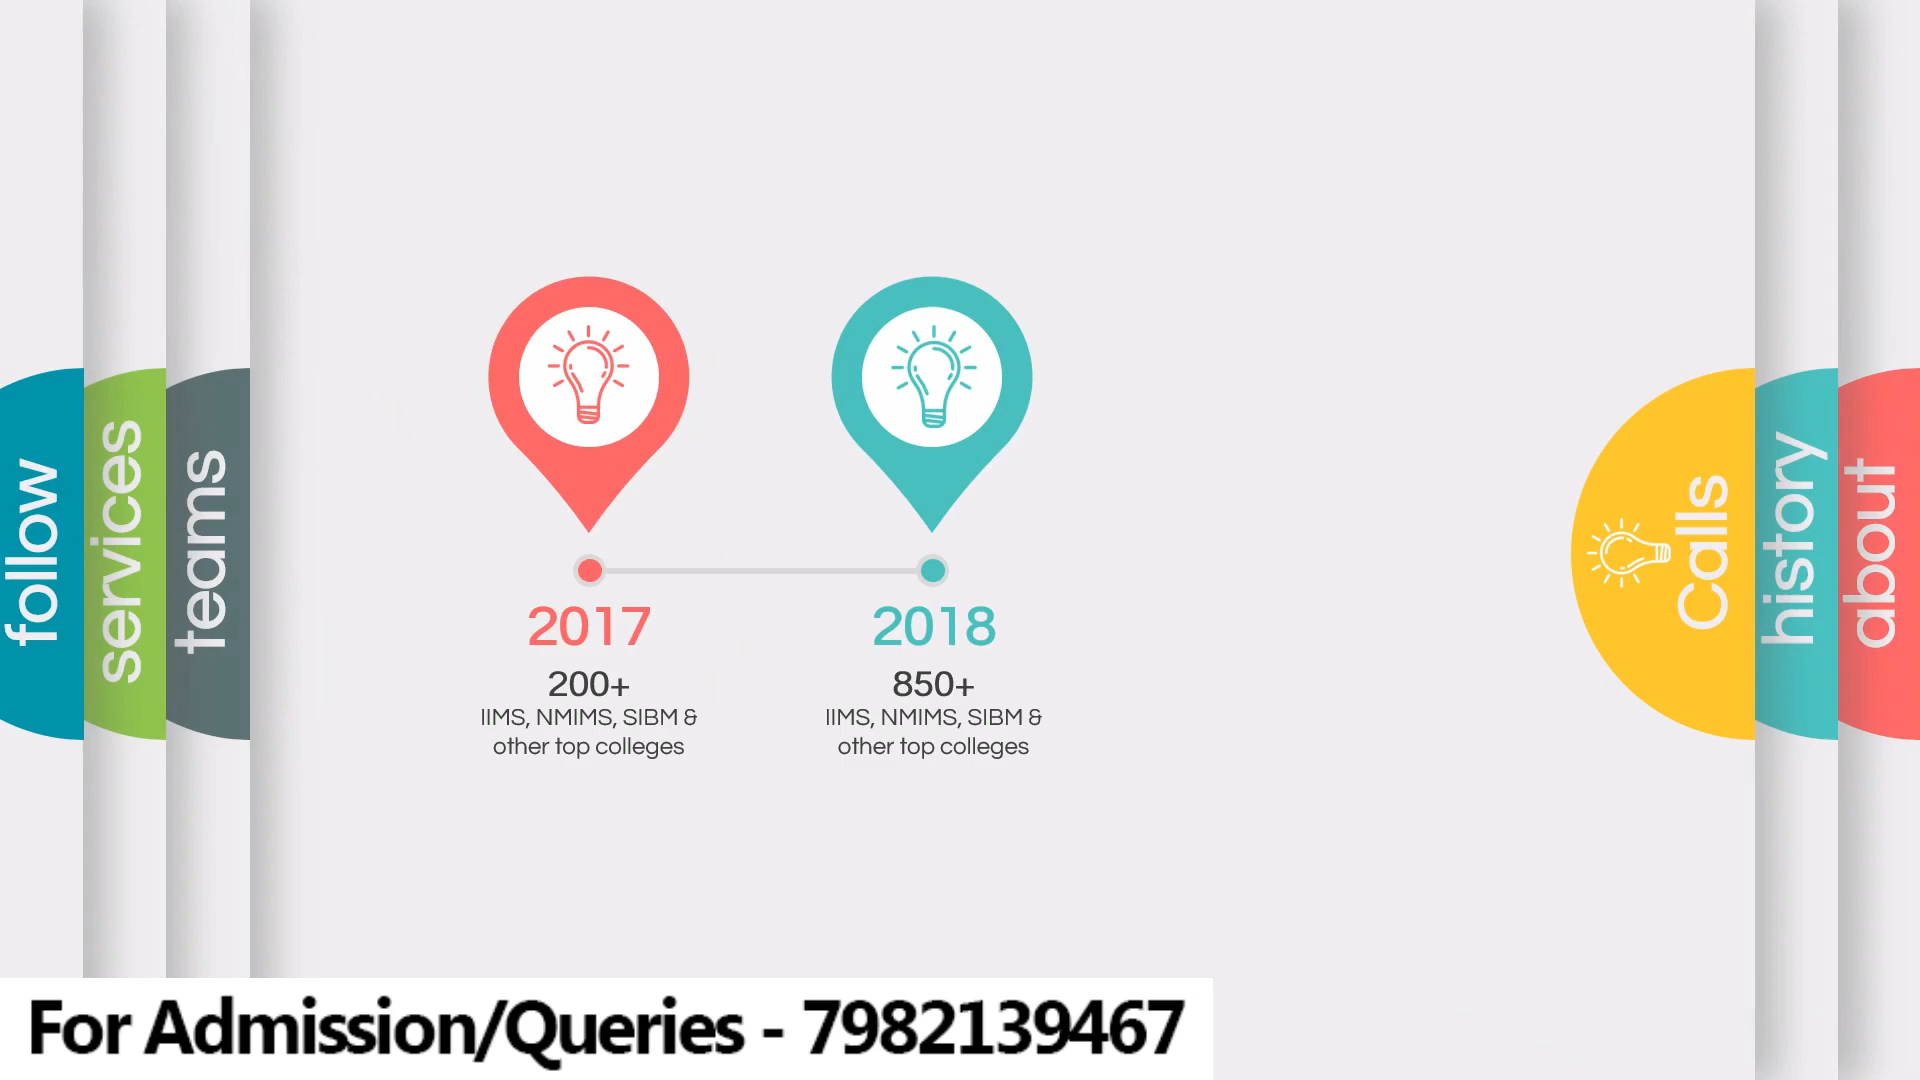 follow
services
teams
2017
200+
IIMS, NMIMS, SIBM &
other top colleges
2018
850+
IIMS, NMIMS, SIBM &
other top colleges
Calls
history
about
For Admission/Queries - 7982139467